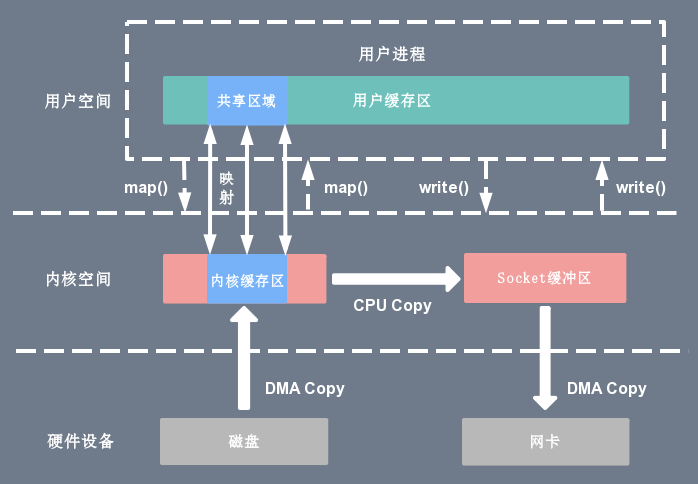 用户进程
用户空间
共享区域
用户缓存区
map()
映
射
map()
write()
write()
内核空间
内核缓存区
Socket缓冲区
CPU Copy
DMA Copy
DMA Copy
硬件设备
磁盘
网卡